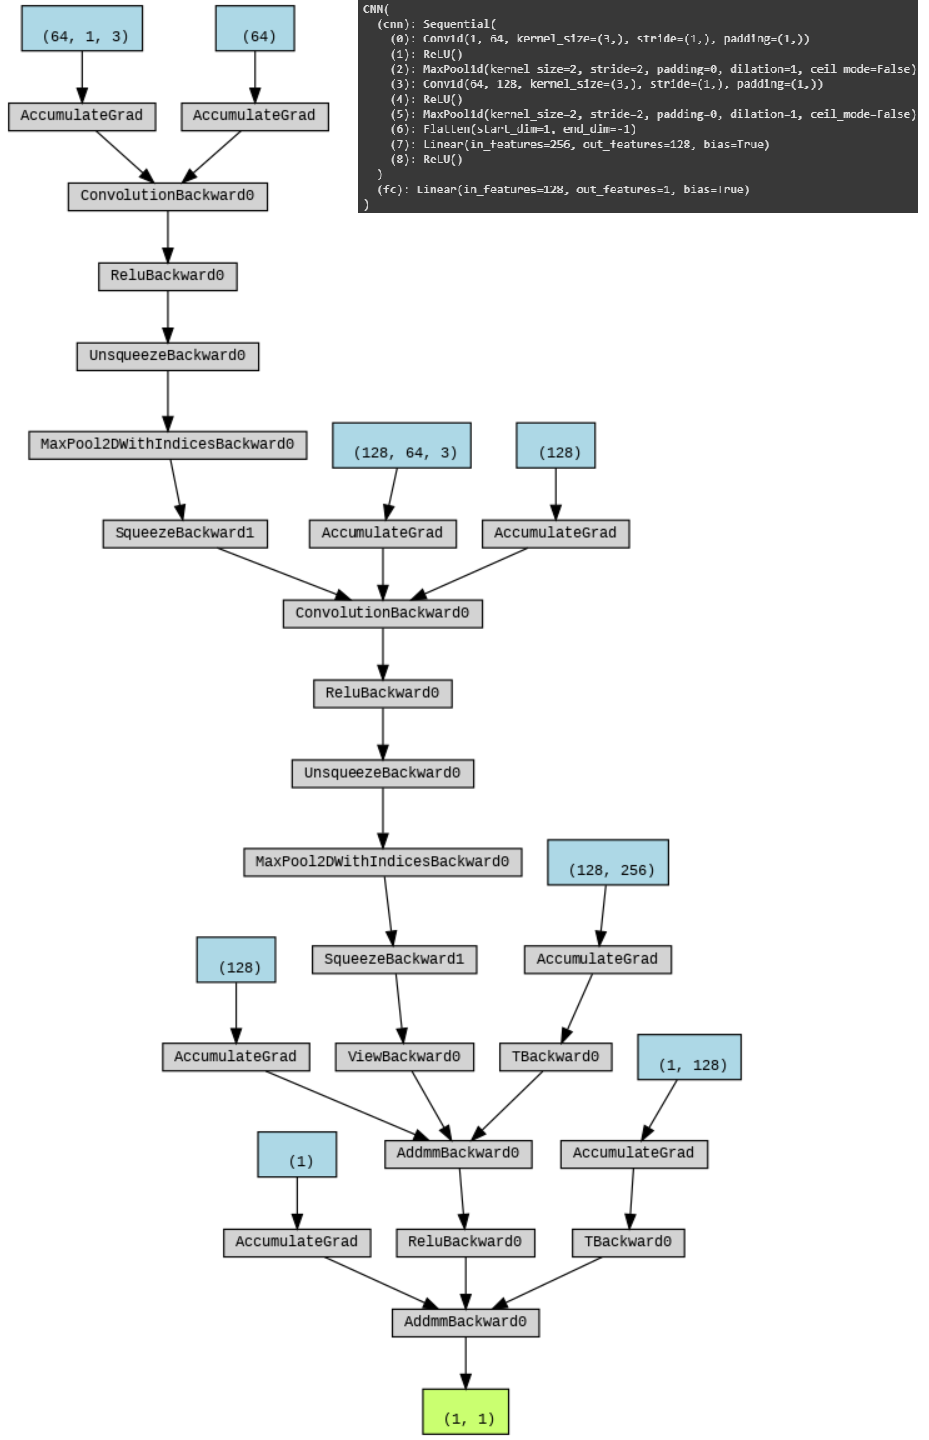 (64, 1, 3)
(64)
CNN(
(cnn): Sequential(
(0): Conv1d(1, 64, kernel_size=(3,), stride=(1,), padding=(1,))
(1): ReLU()
(2): MaxPool1d(kernel_size=2, stride=2, padding=0, dilation=1, ceil_mode=False)
(3): Conv1d(64, 128, kernel_size=(3,), stride=(1,), padding=(1,))
(4): ReLU()
(5): MaxPool1d(kernel_size=2, stride=2, padding=0, dilation=1, ceil_mode=False)
(6): Flatten(start_dim=1, end_dim=-1)
(7): Linear(in_features=256, out_features=128, bias=True)
(8): ReLU()
)
(fc): Linear(in_features=128, out_features=1, bias=True)
)
AccumulateGrad
AccumulateGrad
ConvolutionBackward0
ReluBackward0
UnsqueezeBackward0
MaxPool2DWithIndicesBackward0
(128, 64, 3)
(128)
SqueezeBackward1
AccumulateGrad
AccumulateGrad
ConvolutionBackward0
ReluBackward0
UnsqueezeBackward0
MaxPool2DWithIndicesBackward0
(128, 256)
(128)
SqueezeBackward1
AccumulateGrad
AccumulateGrad
ViewBackward0
TBackward0
(1, 128)
(1)
AddmmBackward0
AccumulateGrad
AccumulateGrad
ReluBackward0
TBackward0
AddmmBackward0
(1, 1)